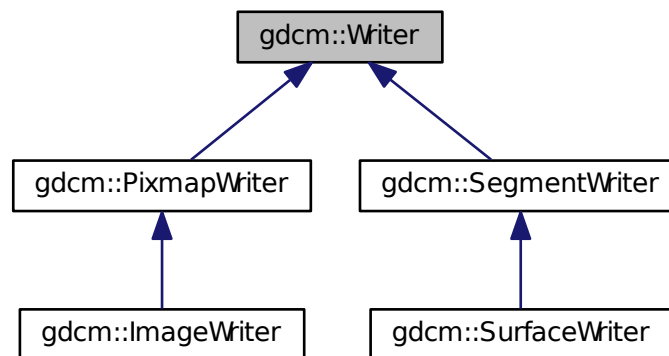 gdcm::Writer
gdcm::PixmapWriter
gdcm::SegmentWriter
gdcm::ImageWriter
gdcm::SurfaceWriter